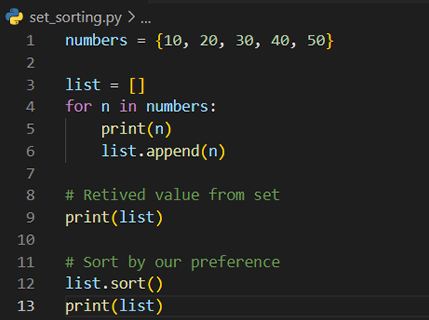 set_sorting.py > ...
1 numbers = {10, 20, 30, 40, 50}
2
3 list = []
4 for n in numbers:
5     print(n)
6     list.append(n)
7
8 # Retived value from set
9 print(list)
10
11 # Sort by our preference
12 list.sort()
13 print(list)